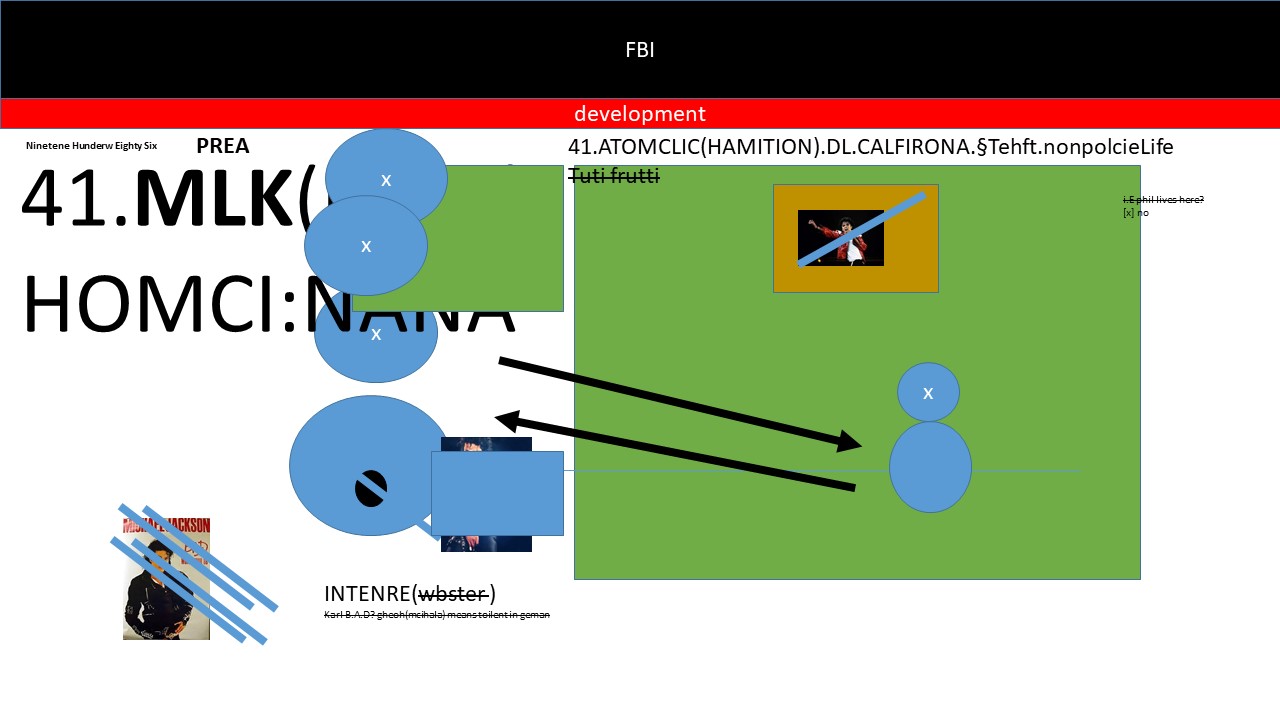 FBI
development
Ninetene Hunderw Eighty Six
PREA
41.MLK(
HOMCI:NANA
x
x
x
41.ATOMCLIC(HAMITION).DL.CALFIRONA.§Tehft.nonpolcieLife
Tuti frutti
i.E phil lives here?
[x] no
x
MICHAEL JACKSON
BAD
INTENRE(wbster )
Karl B.A.D? gheoh(mcihala) means toilent in geman